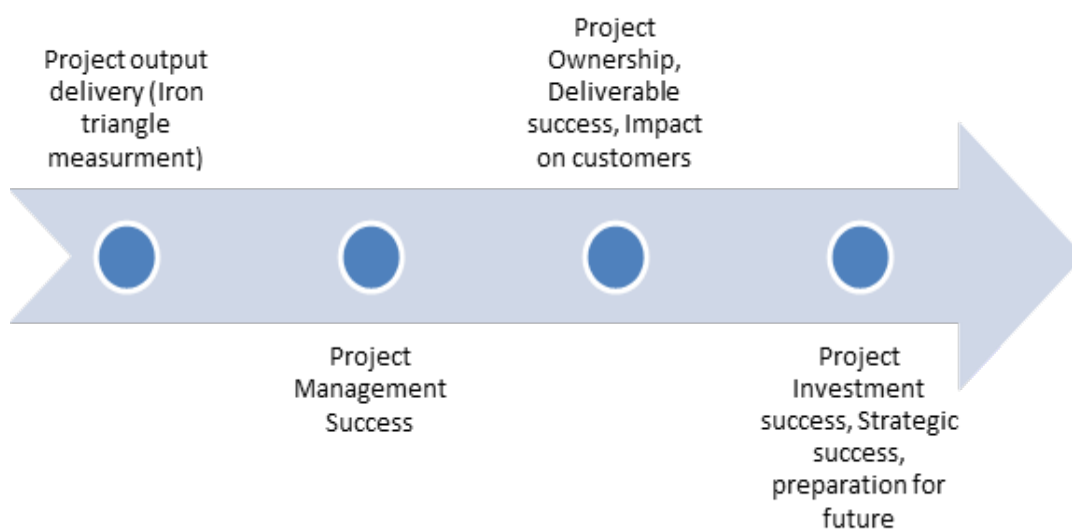 Project output
delivery (Iron
triangle
measurment)
Project
Management
Success
Project
Ownership,
Deliverable
success, Impact
on customers
Project
Investment
success, Strategic
success,
preparation for
future